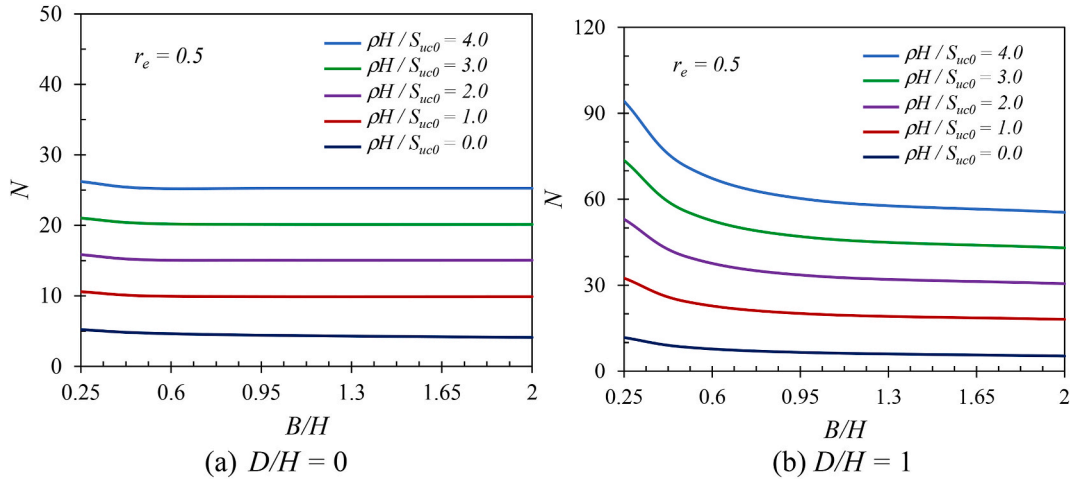 50
40
30
20
10
0
N
r_e = 0.5
ρH / S_uc0 = 4.0
ρH / S_uc0 = 3.0
ρH / S_uc0 = 2.0
ρH / S_uc0 = 1.0
ρH / S_uc0 = 0.0
0.25 0.6 0.95 1.3 1.65 2
B/H
(a) D/H = 0
120
90
60
30
0
N
r_e = 0.5
ρH / S_uc0 = 4.0
ρH / S_uc0 = 3.0
ρH / S_uc0 = 2.0
ρH / S_uc0 = 1.0
ρH / S_uc0 = 0.0
0.25 0.6 0.95 1.3 1.65 2
B/H
(b) D/H = 1